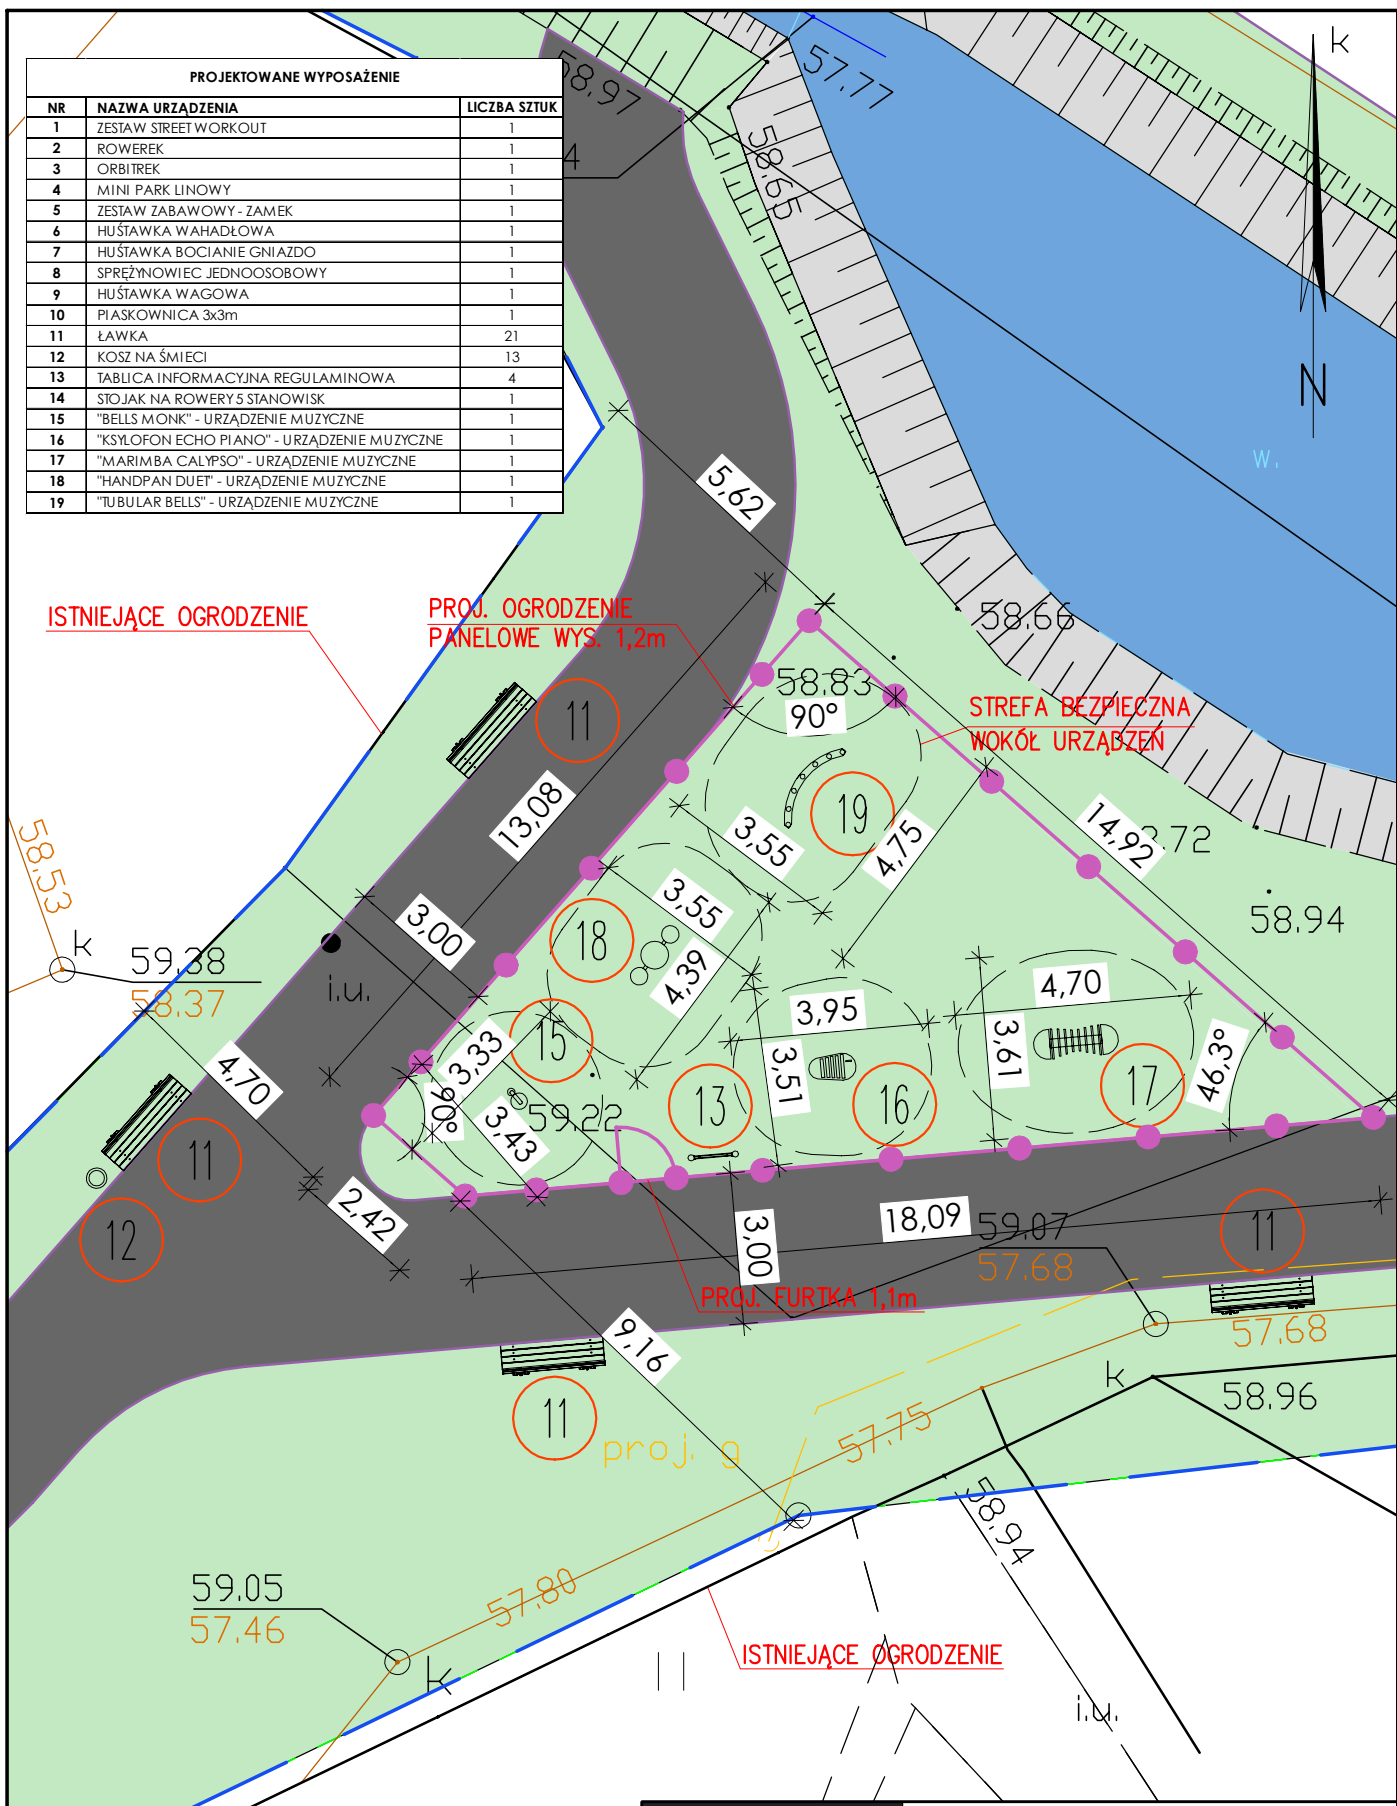 PROJEKTOWANE WYPOSAŻENIE
NR NAZWA URZĄDZENIA LICZBA SZTUK
1 ZESTAW STREET WORKOUT 1
2 ROWEREK 1
3 ORBITREK 1
4 MINI PARK LINOWY 1
5 ZESTAW ZABAWOWY - ZAMEK 1
6 HUŚTAWKA WAHADŁOWA 1
7 HUŚTAWKA BOCIANIE GNIAZDO 1
8 SPRĘŻYNOWIEC JEDNOOSOBOWY 1
9 HUŚTAWKA WAGOWA 1
10 PIASKOWNICA 3x3m 1
11 ŁAWKA 21
12 KOSZ NA ŚMIECI 13
13 TABLICA INFORMACYJNA REGULAMINOWA 4
14 STOJAK NA ROWERY 5 STANOWISK 1
15 "BELLS MONK" - URZĄDZENIE MUZYCZNE 1
16 "KSYLOFON ECHO PIANO" - URZĄDZENIE MUZYCZNE 1
17 "MARIMBA CALYPSO" - URZĄDZENIE MUZYCZNE 1
18 "HANDPAN DUET" - URZĄDZENIE MUZYCZNE 1
19 "TUBULAR BELLS" - URZĄDZENIE MUZYCZNE 1
58.97
4
57.77
58.65
k
N
w.
5,62
ISTNIEJĄCE OGRODZENIE
PROJ. OGRODZENIE
PANELOWE WYS. 1,2m
58.66
58.83
90°
STREFA BEZPIECZNA
WOKÓŁ URZĄDZEŃ
11
19
13,08
3,55
4,75
14,92
.72
58.53
k
59.38
58.37
3,00
i.u.
3,55
18
4,39
58.94
4,70
3,95
3,61
46,3°
15
3,33
90°
3,43
59.22
13
3,51
16
17
4,70
11
12
2,42
3,00
18,09
59.07
57.68
11
PROJ. FURTKA 1,1m
57.68
9,16
11
k
58.96
proj. g
57.75
58.94
g
59.05
57.46
57.80
k
ISTNIEJĄCE OGRODZENIE
i.u.